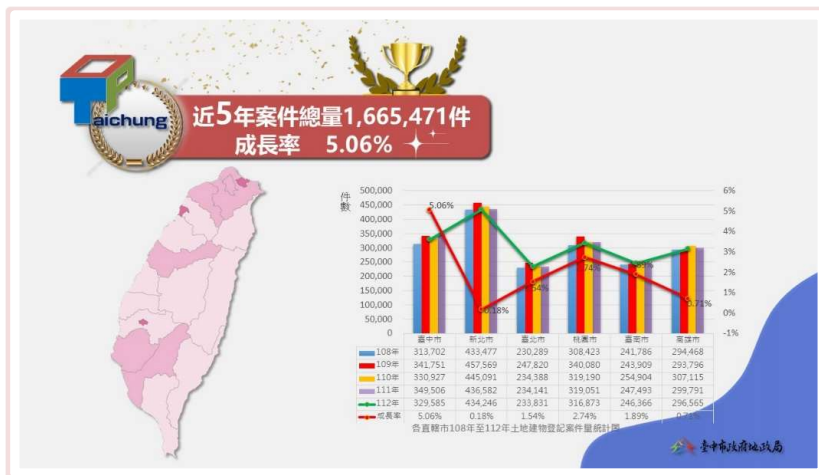 TOP
aichung
近5年案件總量1,665,471件
成長率 5.06%
件數
500,000
450,000
400,000
350,000
300,000
250,000
200,000
150,000
100,000
50,000
0
6%
5%
4%
3%
2%
1%
0%
-1%
5.06%
0.18%
1.54%
2.74%
1.89%
0.71%
臺中市 新北市 臺北市 桃園市 臺南市 高雄市
108年 313,702 433,477 230,289 308,423 241,786 294,468
109年 341,751 457,569 247,820 340,080 243,909 293,796
110年 330,927 445,091 234,388 319,190 254,904 307,115
111年 349,506 436,582 234,141 319,051 247,493 299,791
112年 329,585 434,246 233,831 316,873 246,366 296,565
成長率 5.06% 0.18% 1.54% 2.74% 1.89% 0.71%
各直轄市108年至112年土地建物登記案件量統計圖
臺中市政府地政局